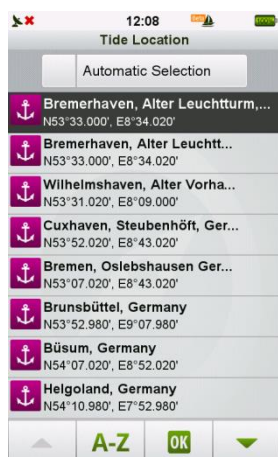 12:08
Tide Location
Automatic Selection
Bremerhaven, Alter Leuchtturm,...
N53°33.000', E8°34.020'
Bremerhaven, Alter Leuchtt...
N53°33.000', E8°34.020'
Wilhelmshaven, Alter Vorha...
N53°31.020', E8°09.000'
Cuxhaven, Steubenhöft, Ger...
N53°52.020', E8°43.020'
Bremen, Oslebshausen Ger...
N53°07.020', E8°43.020'
Brunsbüttel, Germany
N53°52.980', E9°07.980'
Büsum, Germany
N54°07.020', E8°52.020'
Helgoland, Germany
N54°10.980', E7°52.980'
A-Z
OK